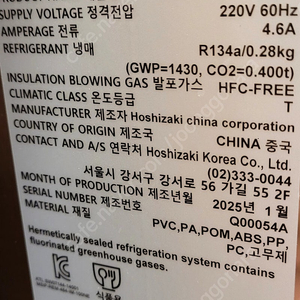 SUPPLY VOLTAGE 정격전압 220V 60Hz
AMPERAGE 전류 4.6A
REFRIGERANT 냉매 R134a/0.28kg
(GWP=1430, CO2=0.400t)
INSULATION BLOWING GAS 발포가스 HFC-FREE
CLIMATIC CLASS 온도등급 T
MANUFACTURER 제조자 Hoshizaki china corporation
COUNTRY OF ORIGIN 제조국 CHINA 중국
CONTACT and A/S 연락처 Hoshizaki Korea Co., Ltd.
(02)333-0044
서울시 강서구 강서로 56 가길 55 2F
MONTH OF PRODUCTION 제조년월 2025년 1월
SERIAL NUMBER 제조번호 Q00054A
MATERIAL 재질 PVC,PA,POM,ABS,PP,
PC,고무제
Hermetically sealed refrigeration system contains
fluorinated greenhouse gases.
식품용